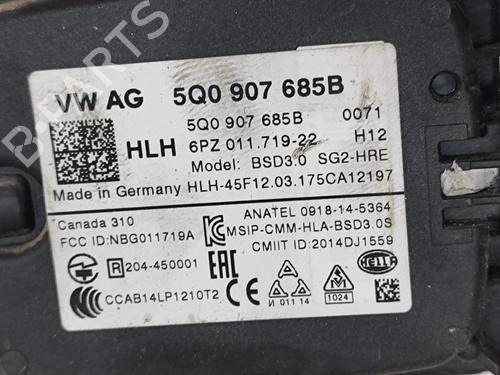 VW AG 5Q0 907 685B
5Q0 907 685B 0071
HLH 6PZ 011.719-22 H12
Model: BSD3.0 SG2-HRE
Made in Germany HLH-45F12.03.175CA12197
Canada 310 ANATEL 0918-14-5364
FCC ID:NBG011719A MSIP-CMM-HLA-BSD3.0S
CMIIT ID: 2014DJ1559
R 204-450001 EAC HELLA
CCAB14LP1210T2 CE И 011 14 1024
B PARTS